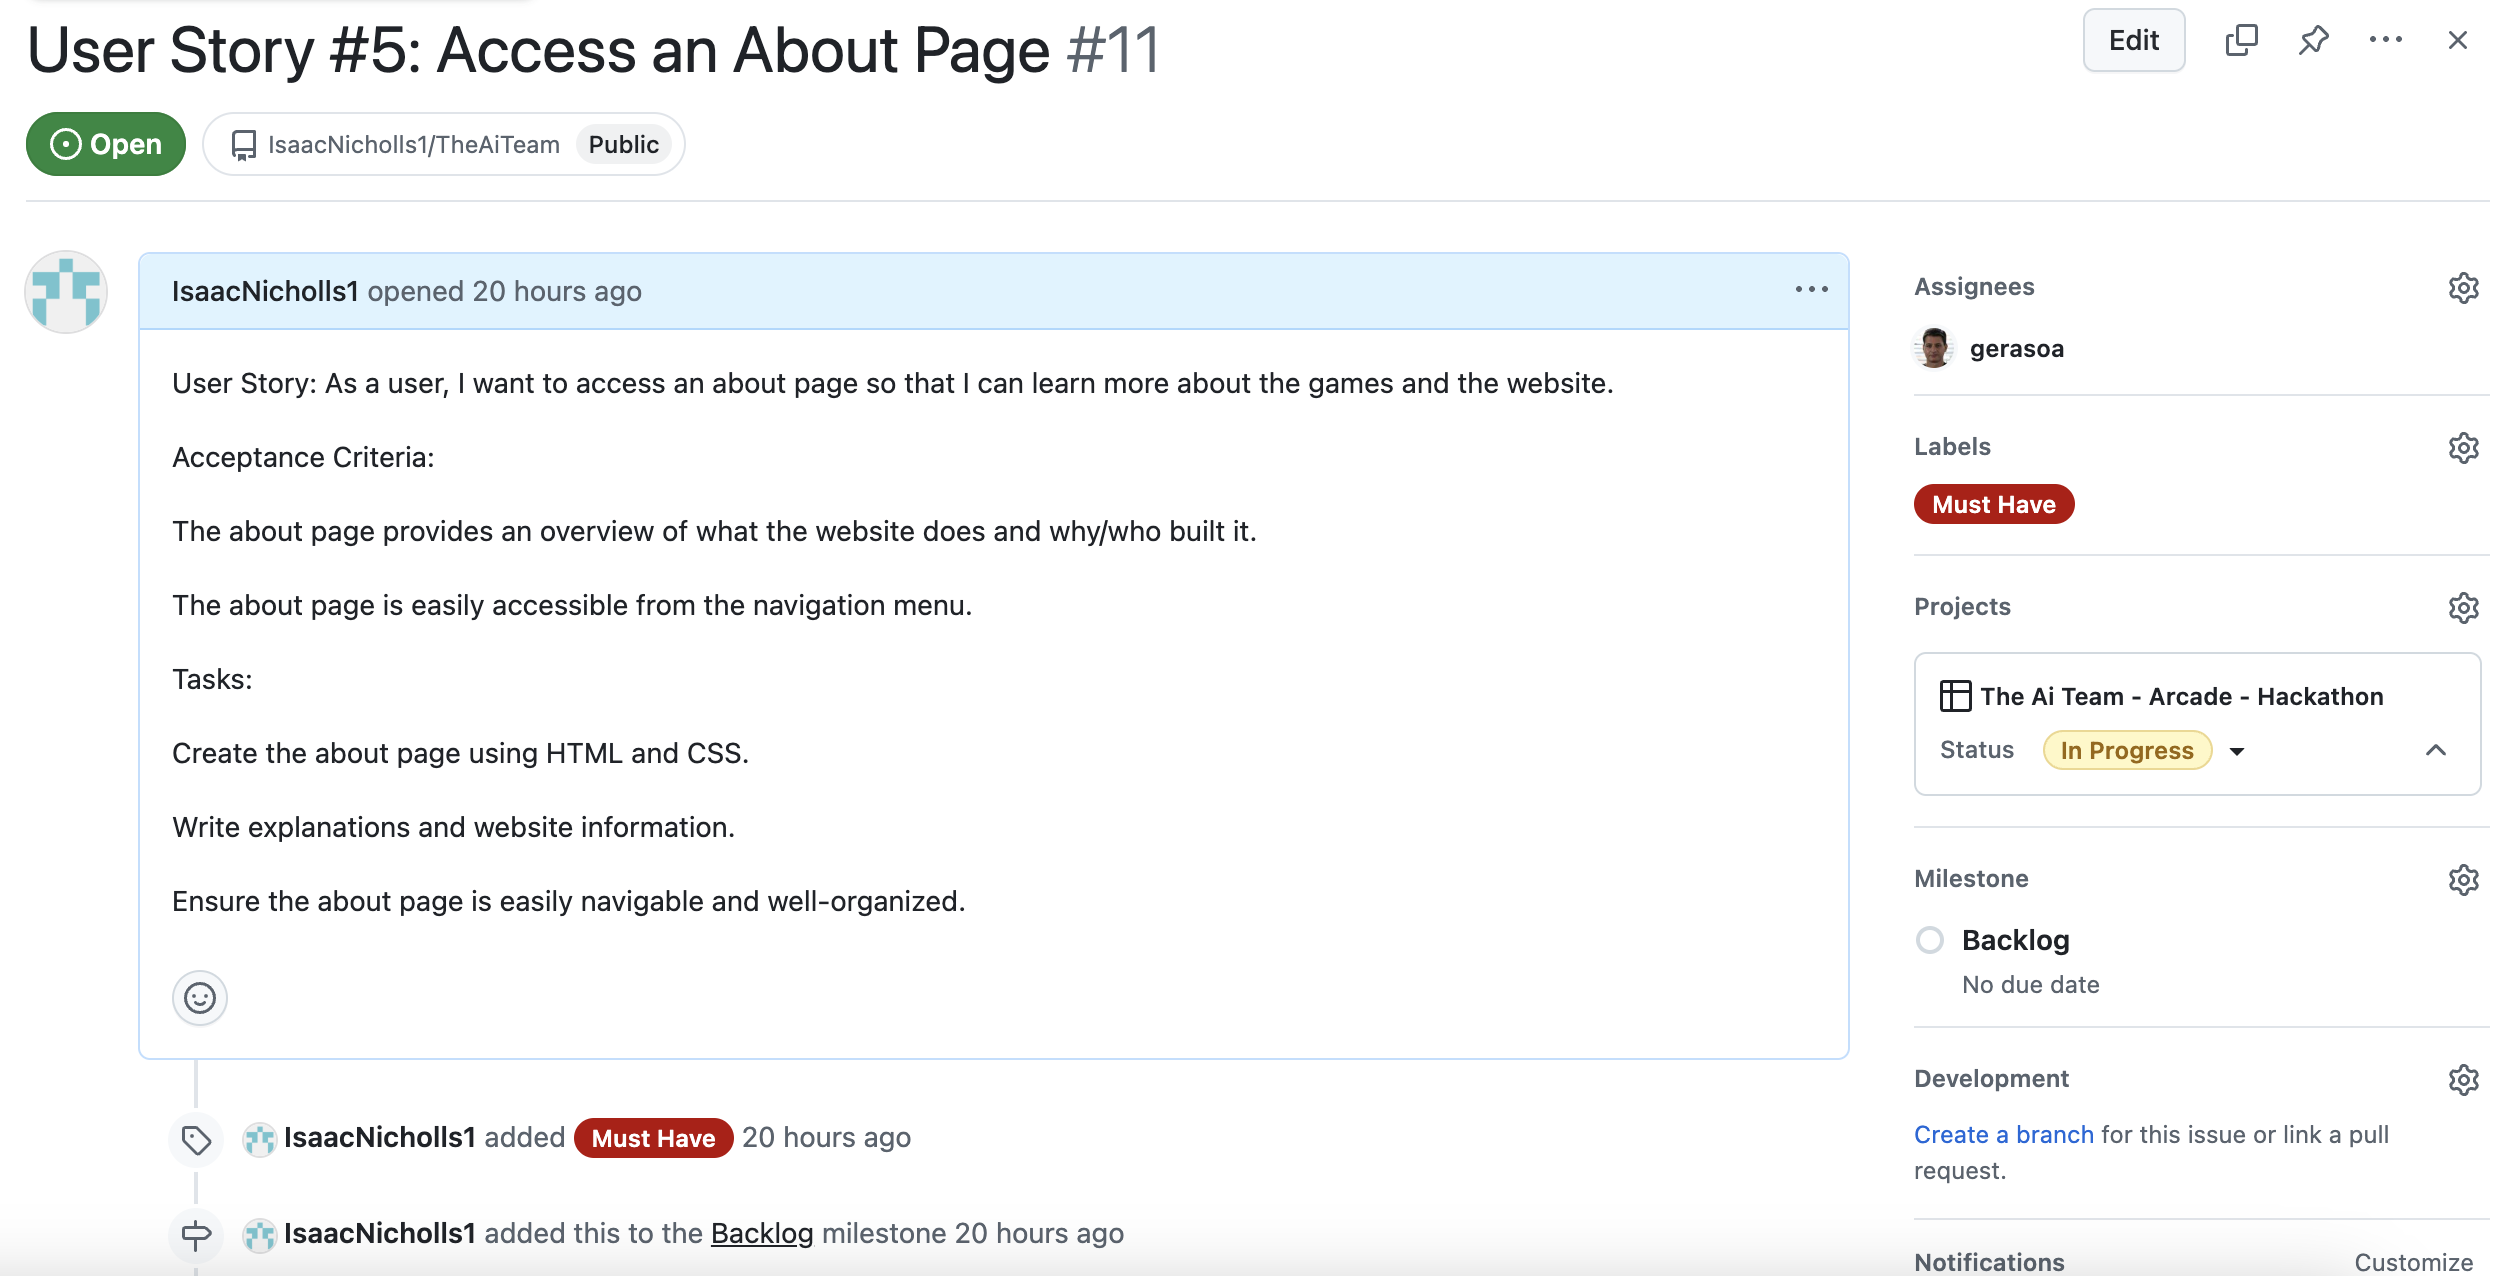 User Story #5: Access an About Page #11
Edit
Open
IsaacNicholls1/TheAiTeam Public
IsaacNicholls1 opened 20 hours ago
User Story: As a user, I want to access an about page so that I can learn more about the games and the website.
Acceptance Criteria:
The about page provides an overview of what the website does and why/who built it.
The about page is easily accessible from the navigation menu.
Tasks:
Create the about page using HTML and CSS.
Write explanations and website information.
Ensure the about page is easily navigable and well-organized.
IsaacNicholls1 added Must Have 20 hours ago
IsaacNicholls1 added this to the Backlog milestone 20 hours ago
Assignees
gerasoa
Labels
Must Have
Projects
The Ai Team - Arcade - Hackathon
Status In Progress
Milestone
Backlog
No due date
Development
Create a branch for this issue or link a pull
request.
Notifications
Customize